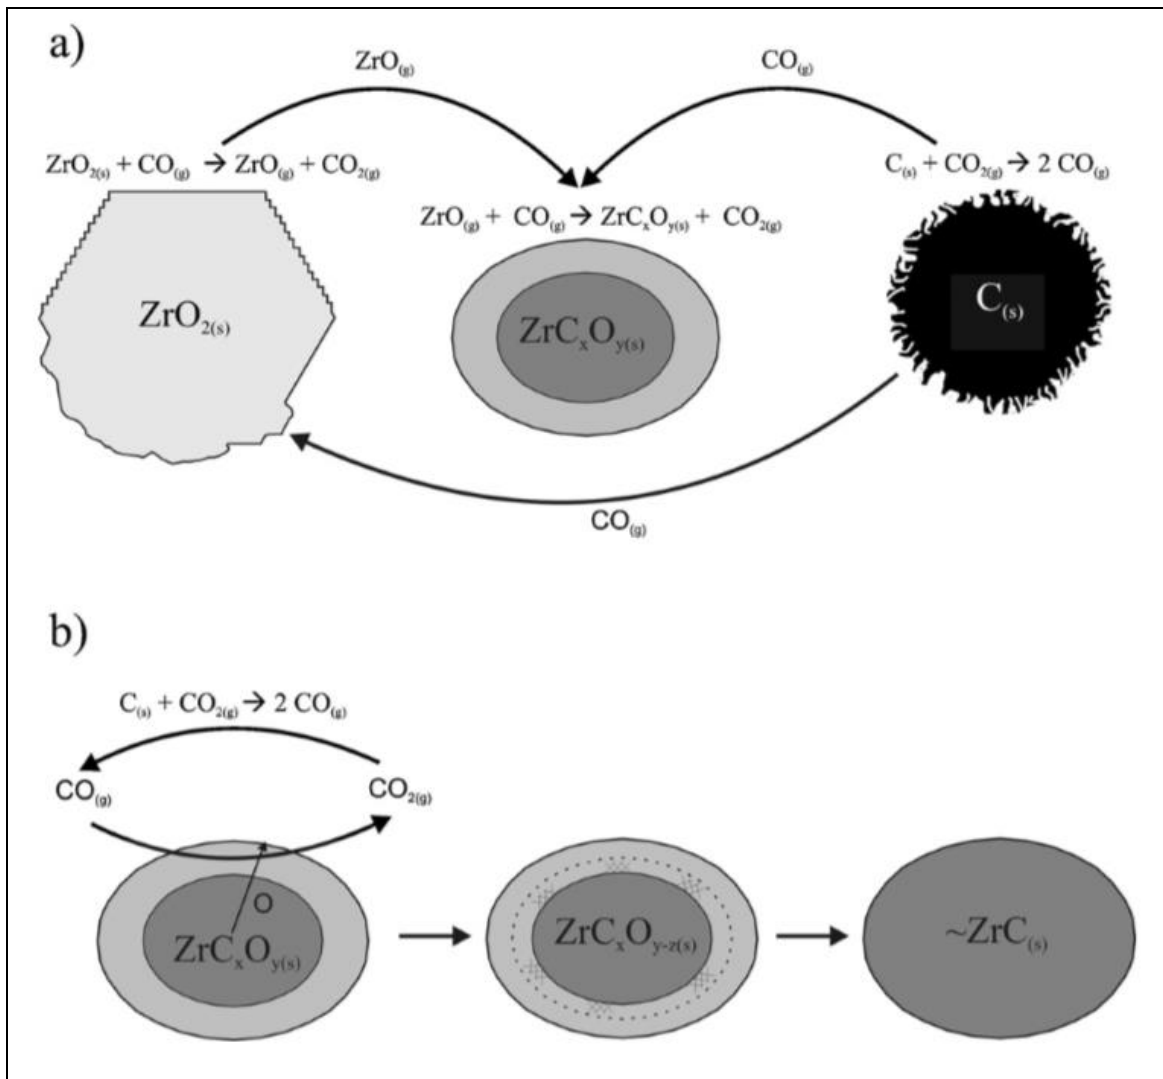 a)
ZrO(g)
CO(g)
ZrO2(s) + CO(g) → ZrO(g) + CO2(g)
C(s) + CO2(g) → 2 CO(g)
ZrO(g) + CO(g) → ZrCxOy(s) + CO2(g)
ZrO2(s)
ZrCxOy(s)
C(s)
CO(g)
b)
C(s) + CO2(g) → 2 CO(g)
CO(g)
CO2(g)
O
ZrCxOy(s)
ZrCxOy-z(s)
~ZrC(s)